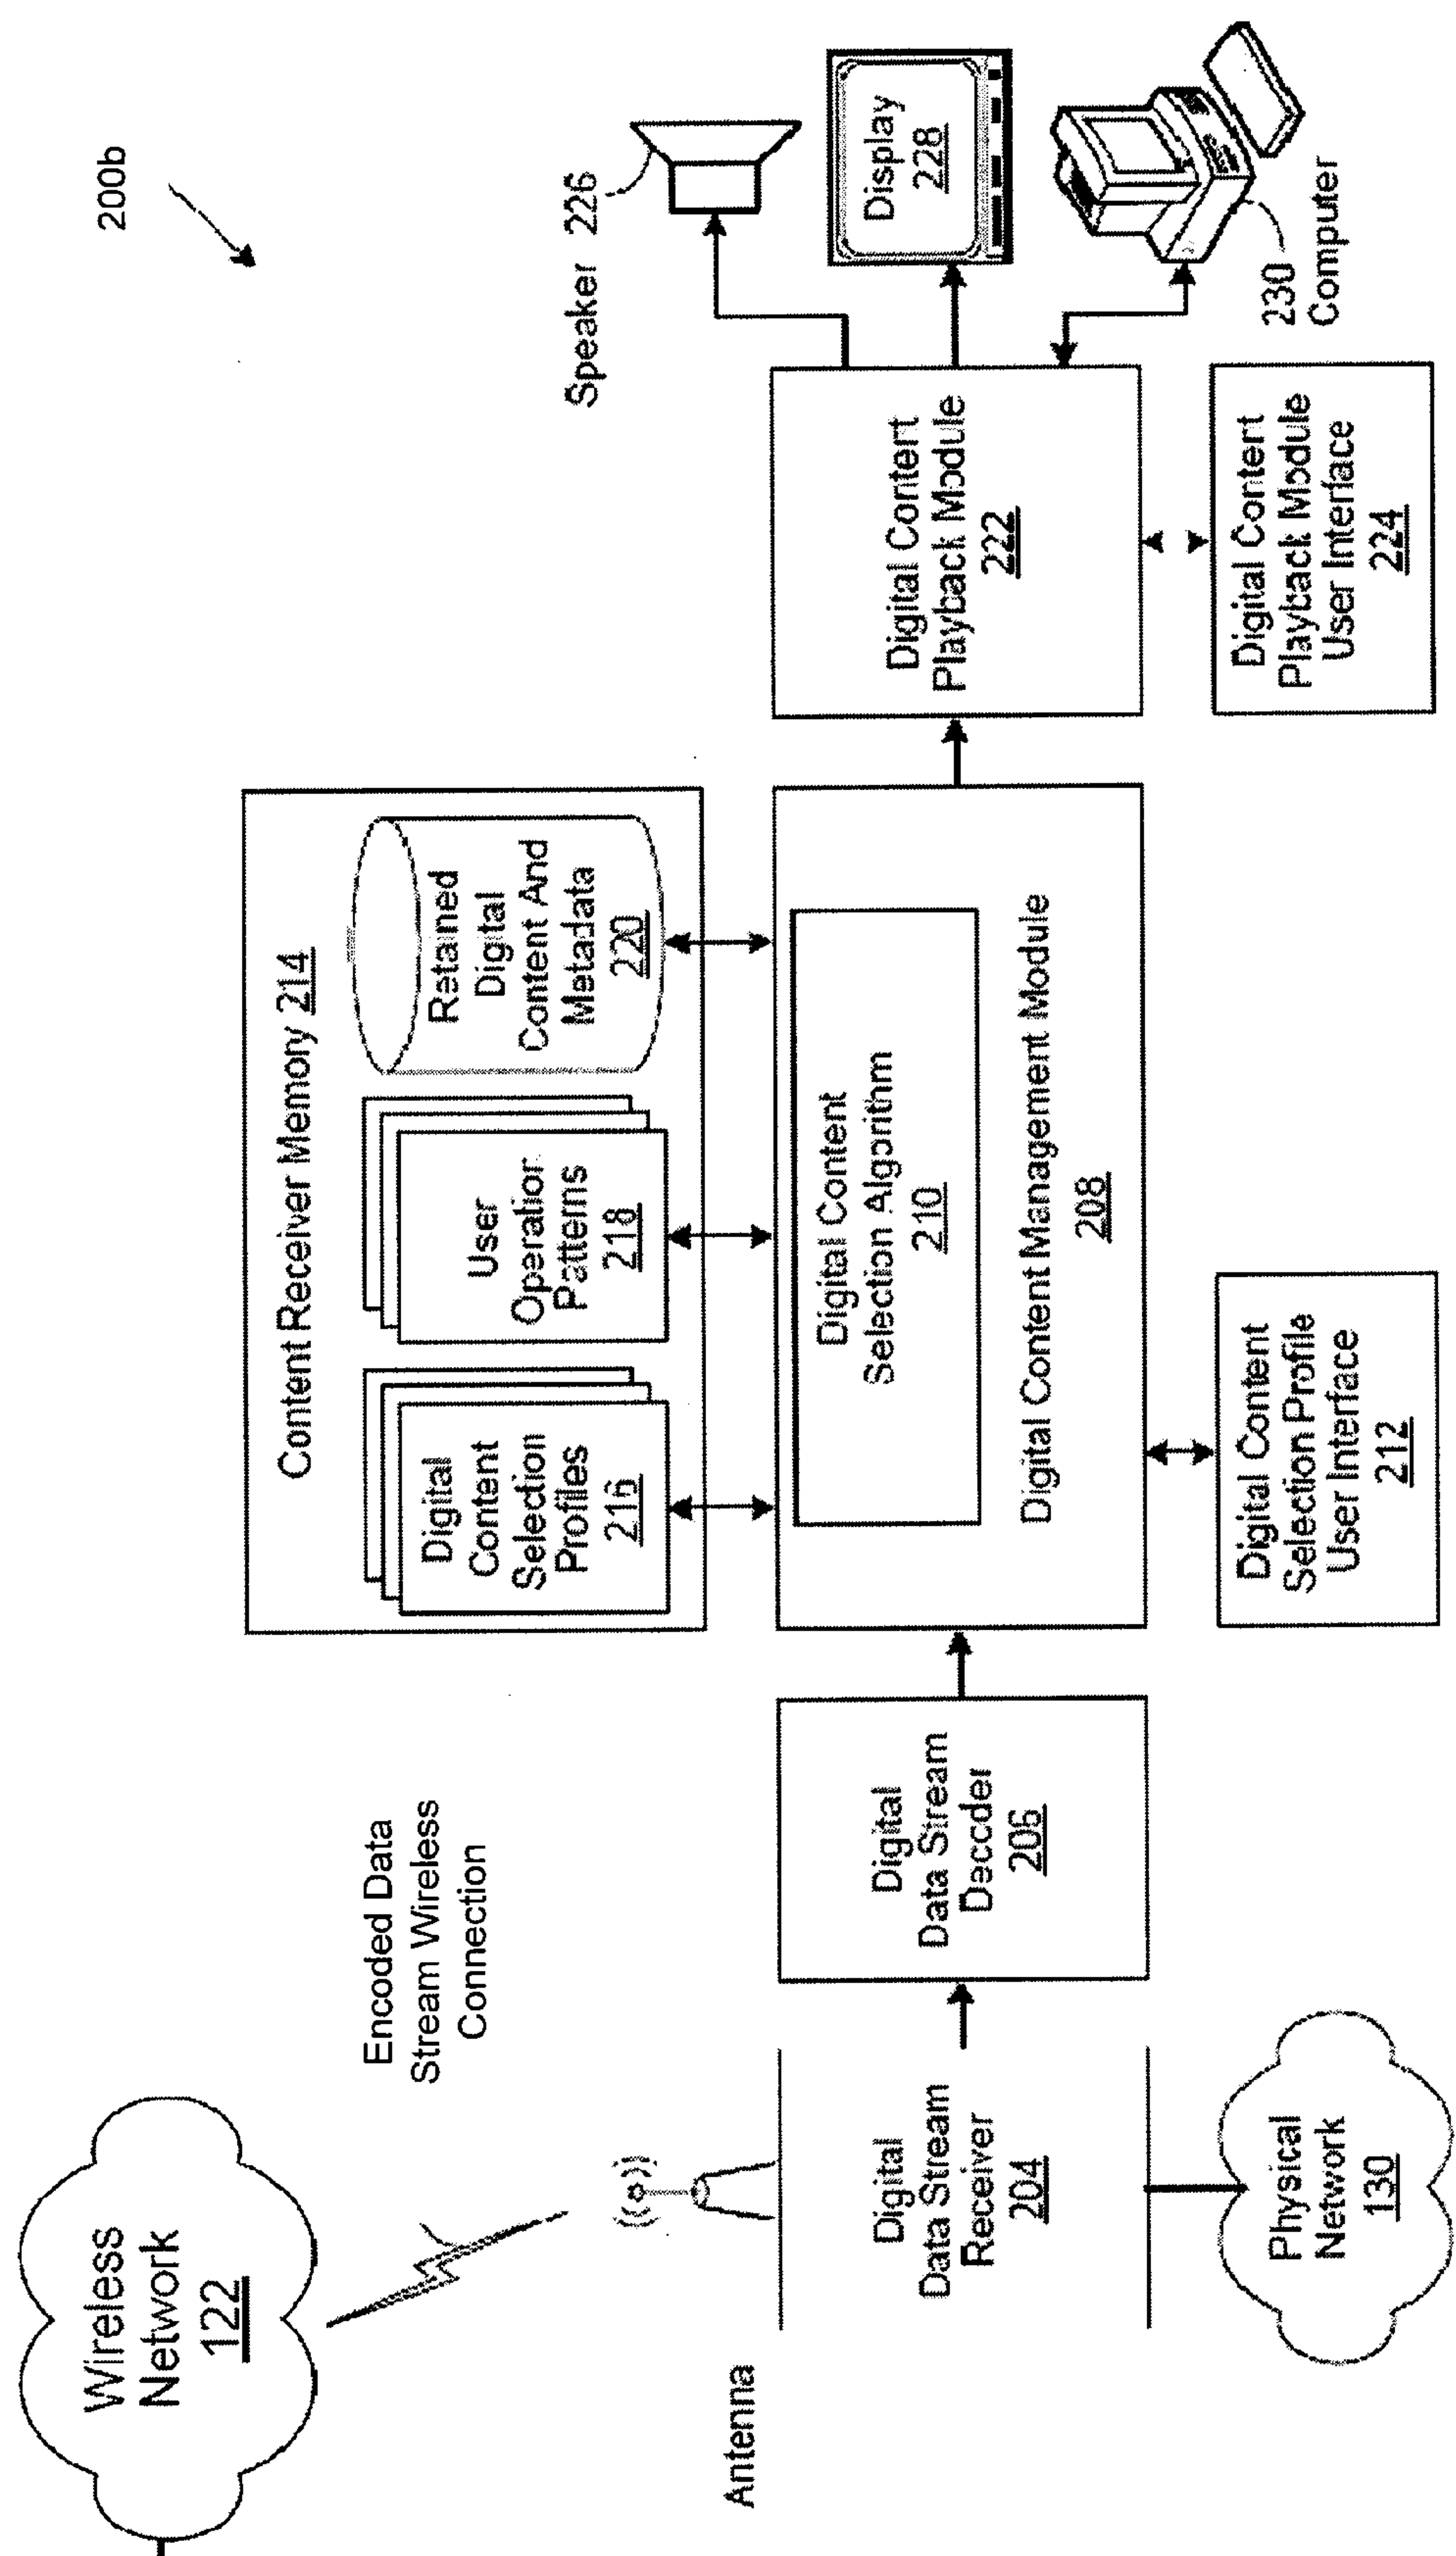 200b
Wireless
Network
122
Encoded Data
Stream Wireless
Connection
Antenna
Digital
Data Stream
Receiver
204
Physical
Network
130
Digital
Data Stream
Decoder
206
Content Receiver Memory 214
Digital
Content
Selection
Profiles
216
User
Operation
Patterns
218
Retained
Digital
Content And
Metadata
220
Digital Content
Selection Algorithm
210
Digital Content Management Module
208
Digital Content
Selection Profile
User Interface
212
Digital Content
Playback Module
222
Digital Content
Playback Module
User Interface
224
Speaker 226
Display
228
230
Computer